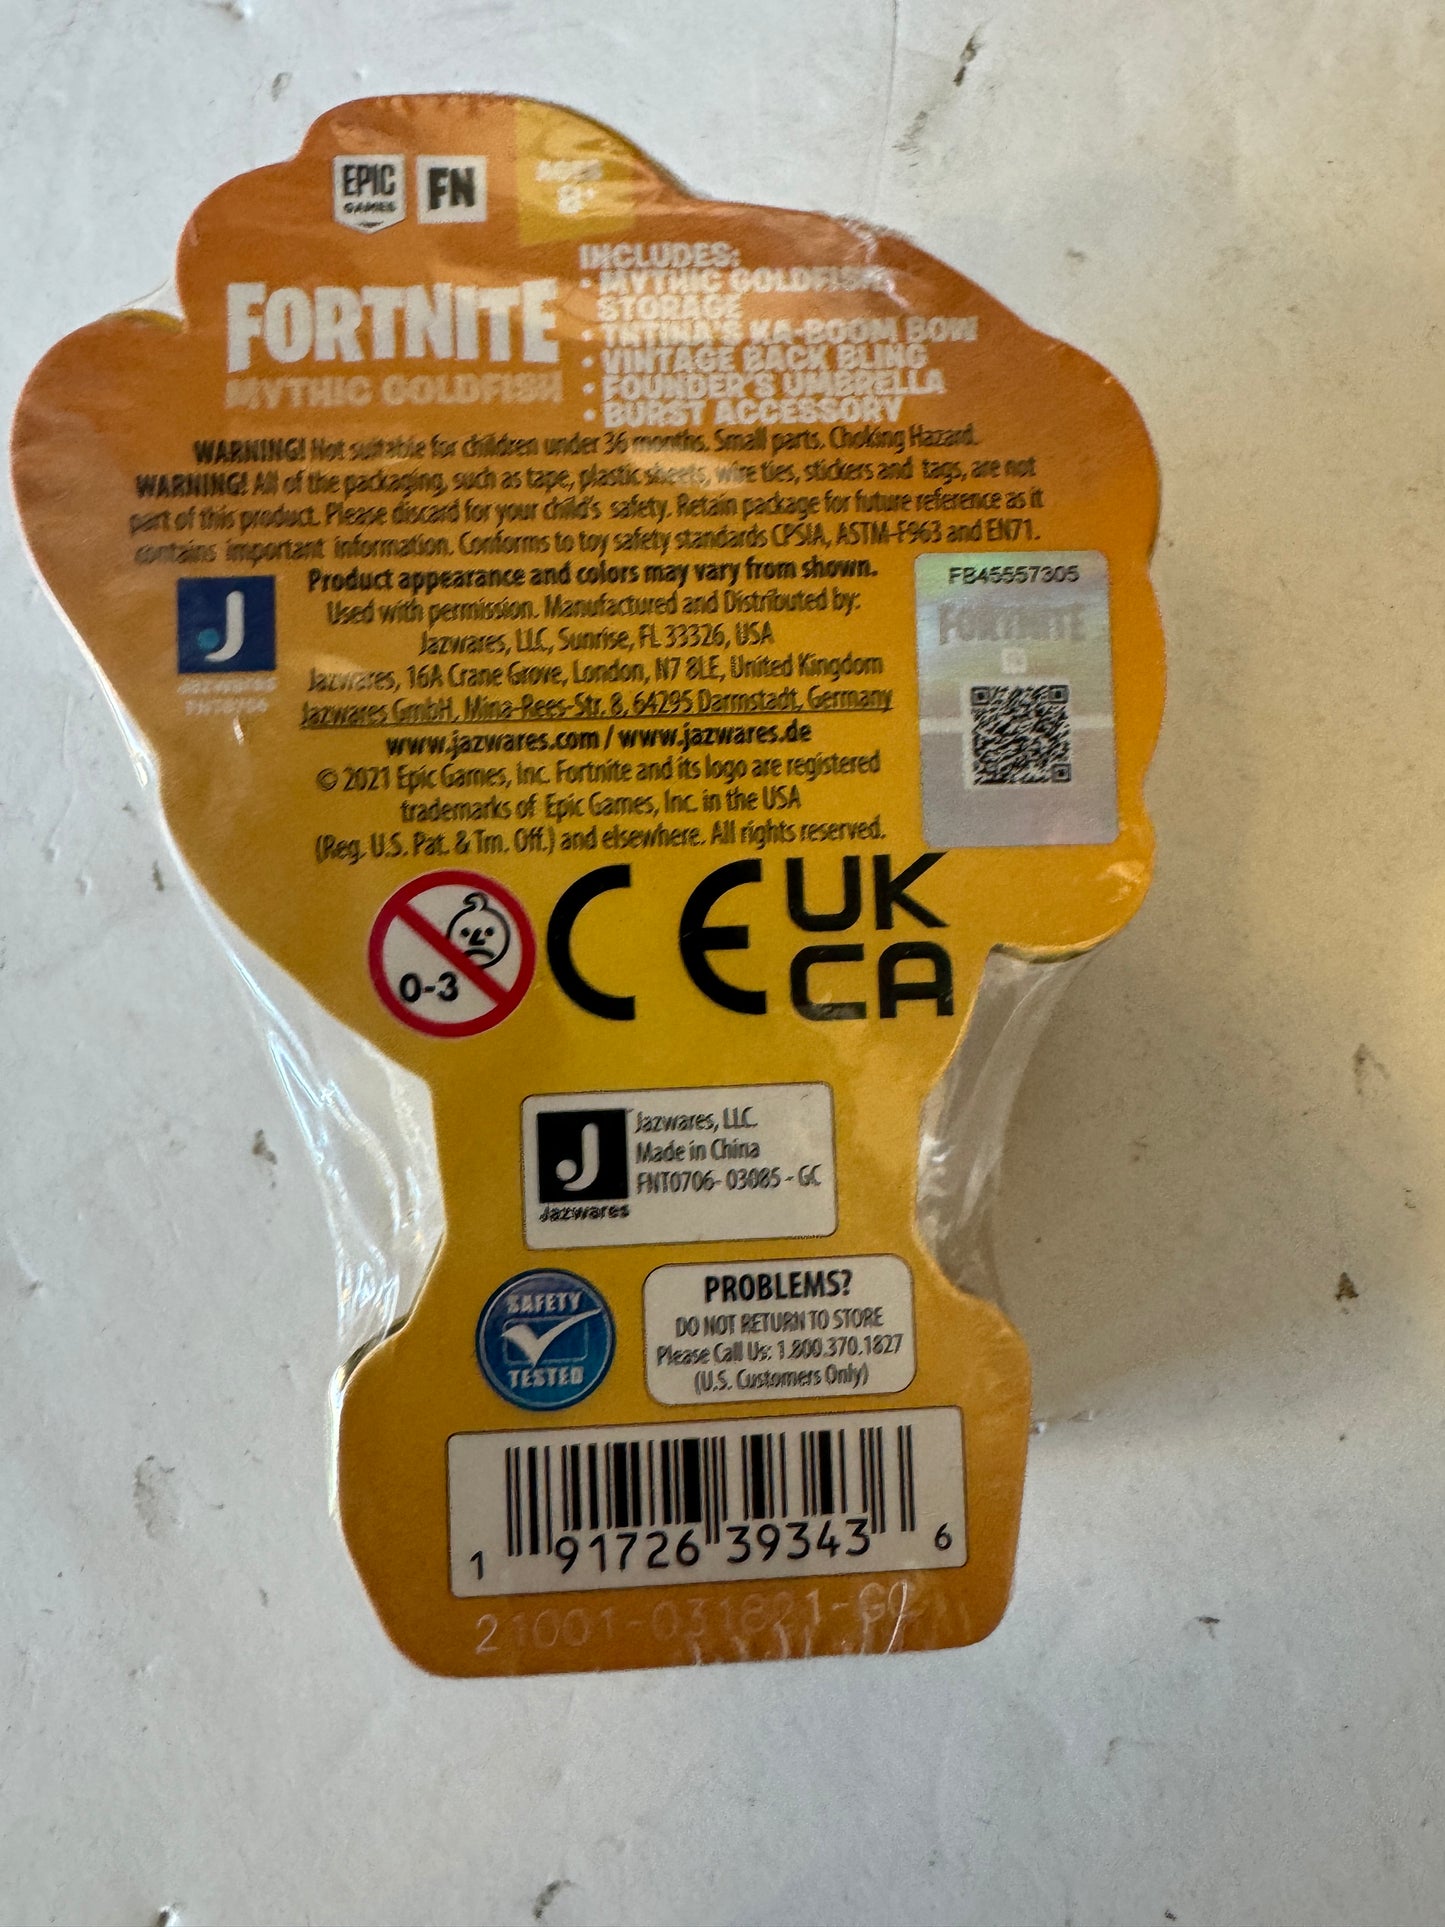 EPIC
GAMES
FN
AGES
8+
FORTNITE
MYTHIC GOLDFISH
INCLUDES:
• MYTHIC GOLDFISH
STORAGE
• TNTINA'S KA-BOOM BOW
• VINTAGE BACK BLING
• FOUNDER'S UMBRELLA
• BURST ACCESSORY
WARNING! Not suitable for children under 36 months. Small parts. Choking Hazard.
WARNING! All of the packaging, such as tape, plastic sheets, wire ties, stickers and tags, are not
part of this product. Please discard for your child's safety. Retain package for future reference as it
contains important information. Conforms to toy safety standards CPSIA, ASTM-F963 and EN71.
Product appearance and colors may vary from shown.
Used with permission. Manufactured and Distributed by:
Jazwares, LLC, Sunrise, FL 33326, USA
Jazwares, 16A Crane Grove, London, N7 8LE, United Kingdom
Jazwares GmbH, Mina-Rees-Str. 8, 64295 Darmstadt, Germany
www.jazwares.com / www.jazwares.de
© 2021 Epic Games, Inc. Fortnite and its logo are registered
trademarks of Epic Games, Inc. in the USA
(Reg. U.S. Pat. & Tm. Off.) and elsewhere. All rights reserved.
J
JAZWARES
FNT0706
FB45557305
FORTNITE
0-3
CE
UK
CA
J
Jazwares
Jazwares, LLC.
Made in China
FNT0706- 03085 - GC
SAFETY
TESTED
PROBLEMS?
DO NOT RETURN TO STORE
Please Call Us: 1.800.370.1827
(U.S. Customers Only)
1 91726 39343 6
21001-031821-GC